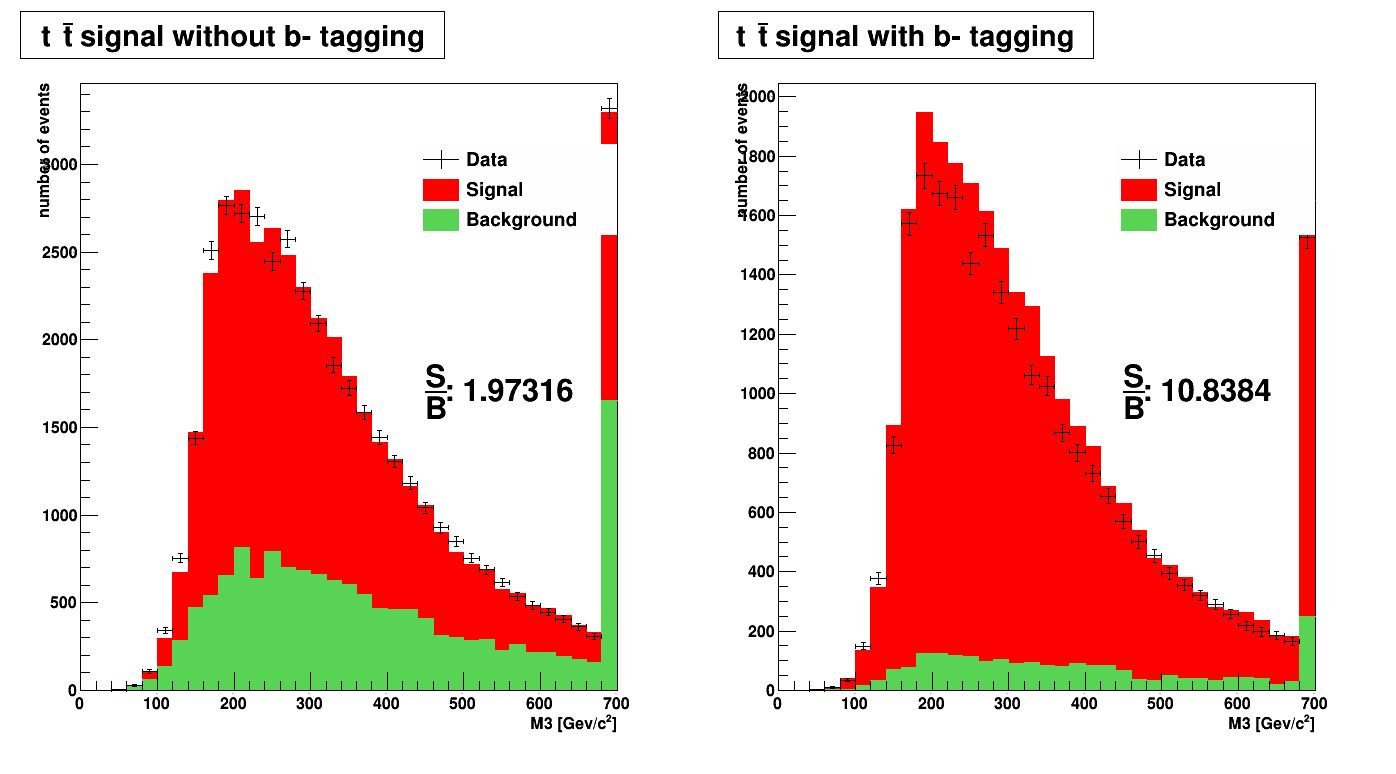 t t̄ signal without b- tagging
number of events
3000
2500
2000
1500
1000
500
0
Data
Signal
Background
S
B
: 1.97316
0 100 200 300 400 500 600 700
M3 [Gev/c²]
t t̄ signal with b- tagging
number of events
2000
1800
1600
1400
1200
1000
800
600
400
200
0
Data
Signal
Background
S
B
: 10.8384
0 100 200 300 400 500 600 700
M3 [Gev/c²]